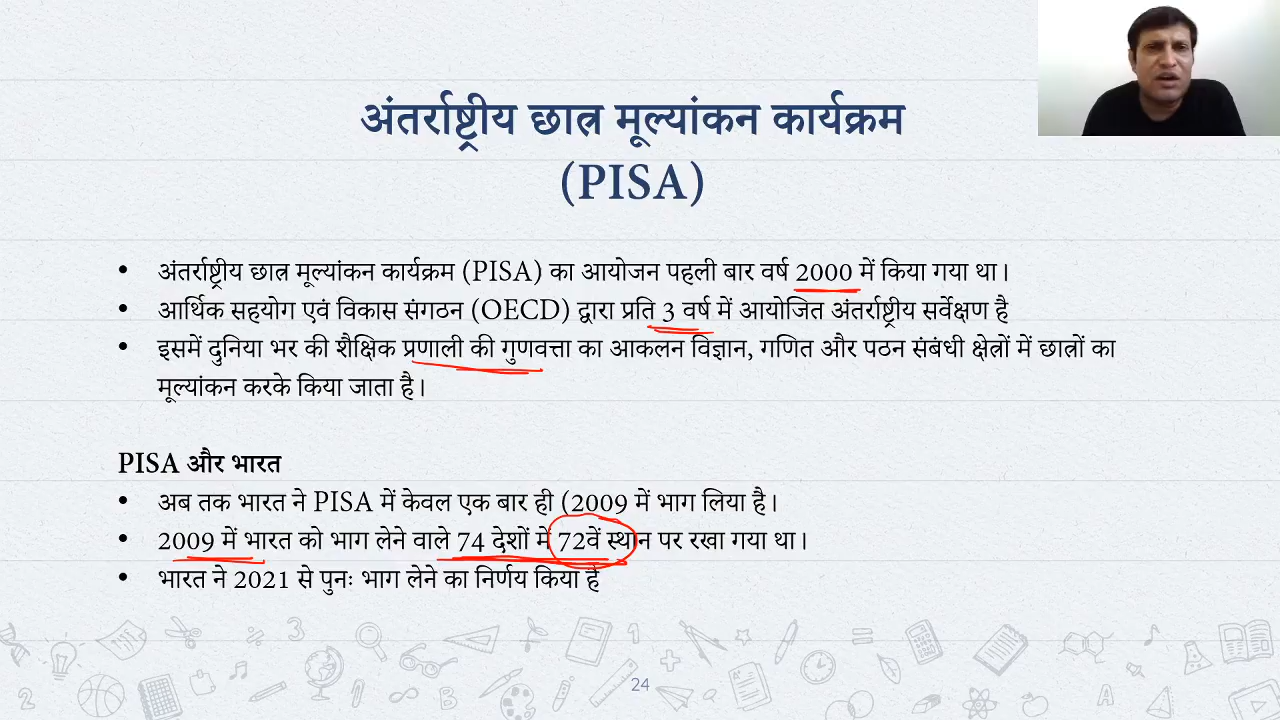 अंतर्राष्ट्रीय छात्र मूल्यांकन कार्यक्रम
(PISA)
• अंतर्राष्ट्रीय छात्र मूल्यांकन कार्यक्रम (PISA) का आयोजन पहली बार वर्ष 2000 में किया गया था।
• आर्थिक सहयोग एवं विकास संगठन (OECD) द्वारा प्रति 3 वर्ष में आयोजित अंतर्राष्ट्रीय सर्वेक्षण है
• इसमें दुनिया भर की शैक्षिक प्रणाली की गुणवत्ता का आकलन विज्ञान, गणित और पठन संबंधी क्षेत्रों में छात्रों का
मूल्यांकन करके किया जाता है।
PISA और भारत
• अब तक भारत ने PISA में केवल एक बार ही (2009 में भाग लिया है।
• 2009 में भारत को भाग लेने वाले 74 देशों में 72वें स्थान पर रखा गया था।
• भारत ने 2021 से पुनः भाग लेने का निर्णय किया है
24